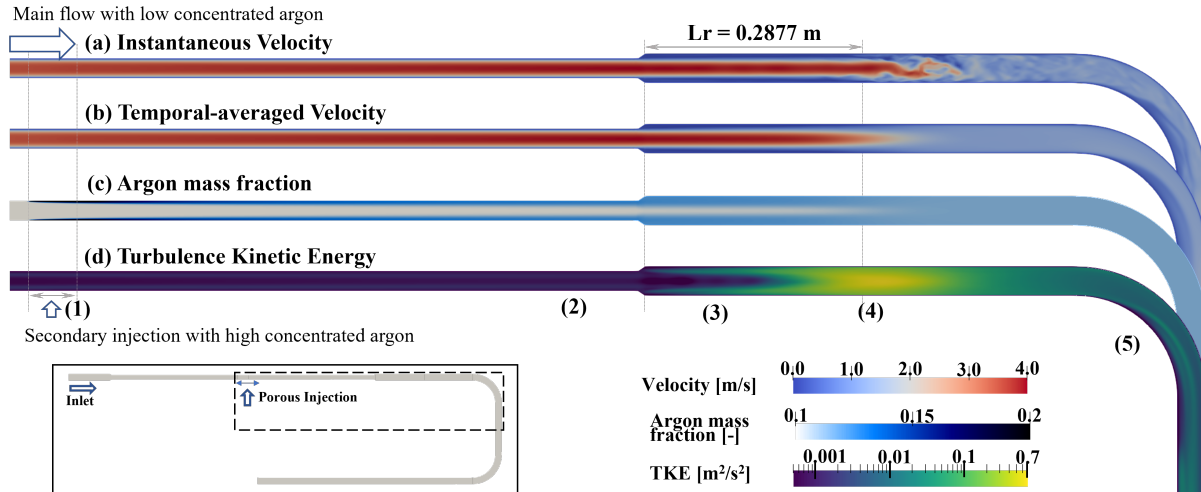 Main flow with low concentrated argon
(a) Instantaneous Velocity
Lr = 0.2877 m
(b) Temporal-averaged Velocity
(c) Argon mass fraction
(d) Turbulence Kinetic Energy
(1)
(2)
(3)
(4)
(5)
Secondary injection with high concentrated argon
Inlet
Porous Injection
Velocity [m/s]
0.0 1.0 2.0 3.0 4.0
Argon mass
fraction [-]
0.1 0.15 0.2
TKE [m²/s²]
0.001 0.01 0.1 0.7